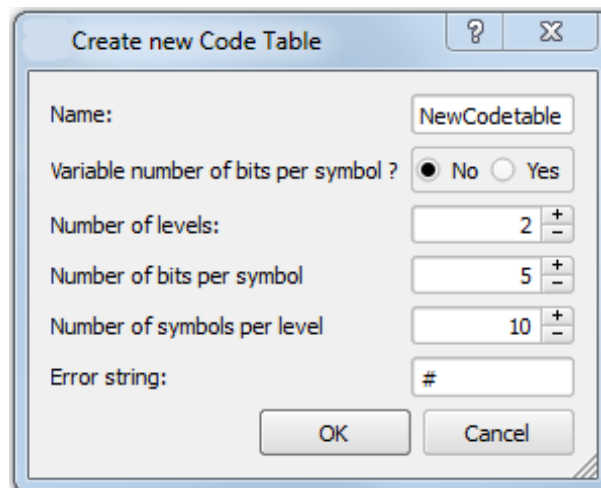 Create new Code Table
Name: NewCodetable
Variable number of bits per symbol ? No Yes
Number of levels: 2
Number of bits per symbol 5
Number of symbols per level 10
Error string: #
OK Cancel